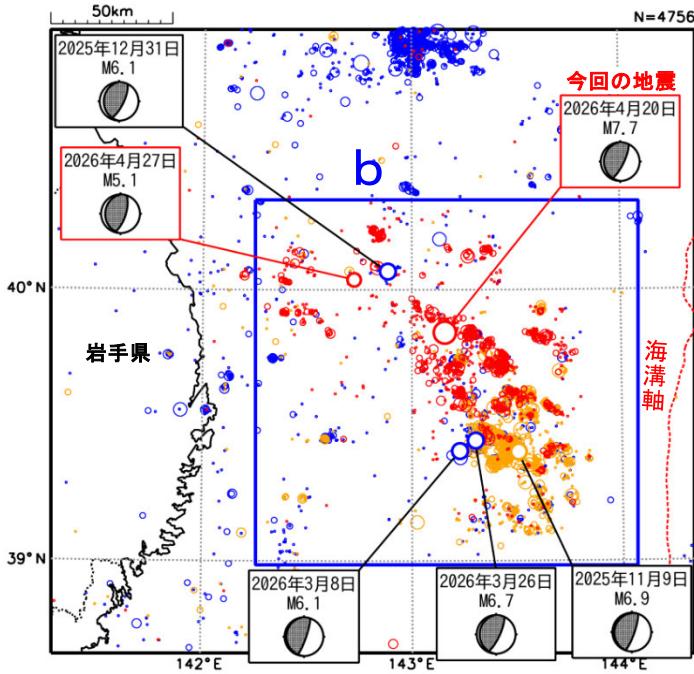 50km
N=4756
2025年12月31日
M6.1
今回の地震
2026年4月20日
M7.7
2026年4月27日
M5.1
b
40°N
岩手県
海溝軸
39°N
2026年3月8日
M6.1
2026年3月26日
M6.7
2025年11月9日
M6.9
142°E
143°E
144°E